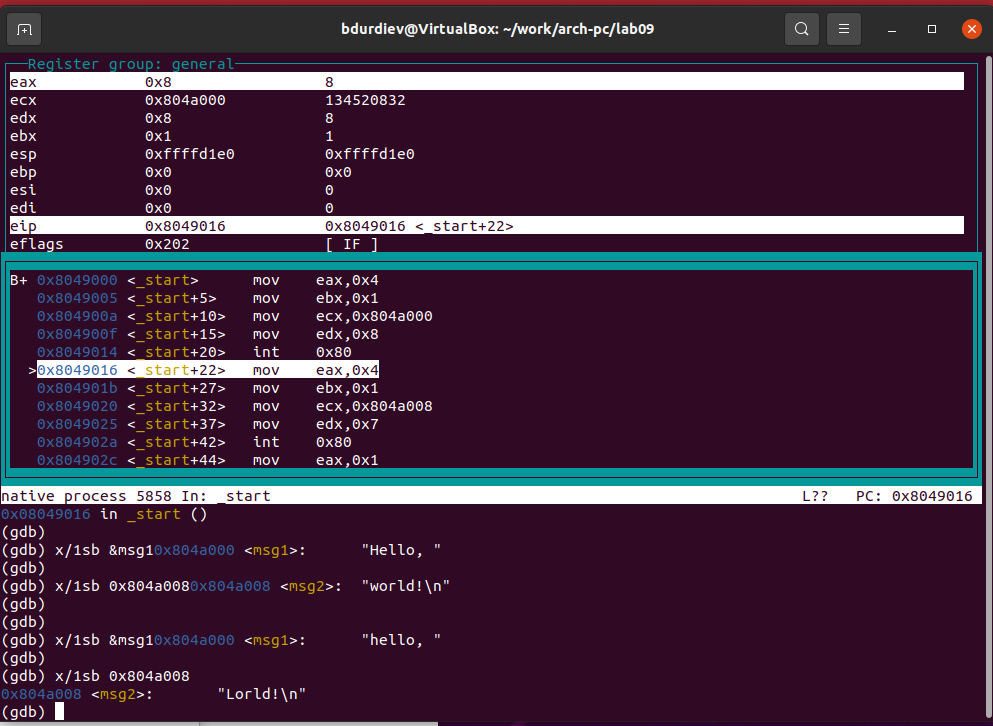 bdurdiev@VirtualBox: ~/work/arch-pc/lab09
Register group: general
eax 0x8 8
ecx 0x804a000 134520832
edx 0x8 8
ebx 0x1 1
esp 0xffffd1e0 0xffffd1e0
ebp 0x0 0x0
esi 0x0 0
edi 0x0 0
eip 0x8049016 0x8049016 <_start+22>
eflags 0x202 [ IF ]
B+ 0x8049000 <_start> mov eax,0x4
0x8049005 <_start+5> mov ebx,0x1
0x804900a <_start+10> mov ecx,0x804a000
0x804900f <_start+15> mov edx,0x8
0x8049014 <_start+20> int 0x80
>0x8049016 <_start+22> mov eax,0x4
0x804901b <_start+27> mov ebx,0x1
0x8049020 <_start+32> mov ecx,0x804a008
0x8049025 <_start+37> mov edx,0x7
0x804902a <_start+42> int 0x80
0x804902c <_start+44> mov eax,0x1
native process 5858 In: _start L?? PC: 0x8049016
0x08049016 in _start ()
(gdb)
(gdb) x/1sb &msg10x804a000 <msg1>: "Hello, "
(gdb)
(gdb) x/1sb 0x804a0080x804a008 <msg2>: "world!\n"
(gdb)
(gdb)
(gdb) x/1sb &msg10x804a000 <msg1>: "hello, "
(gdb)
(gdb) x/1sb 0x804a008
0x804a008 <msg2>: "Lorld!\n"
(gdb)